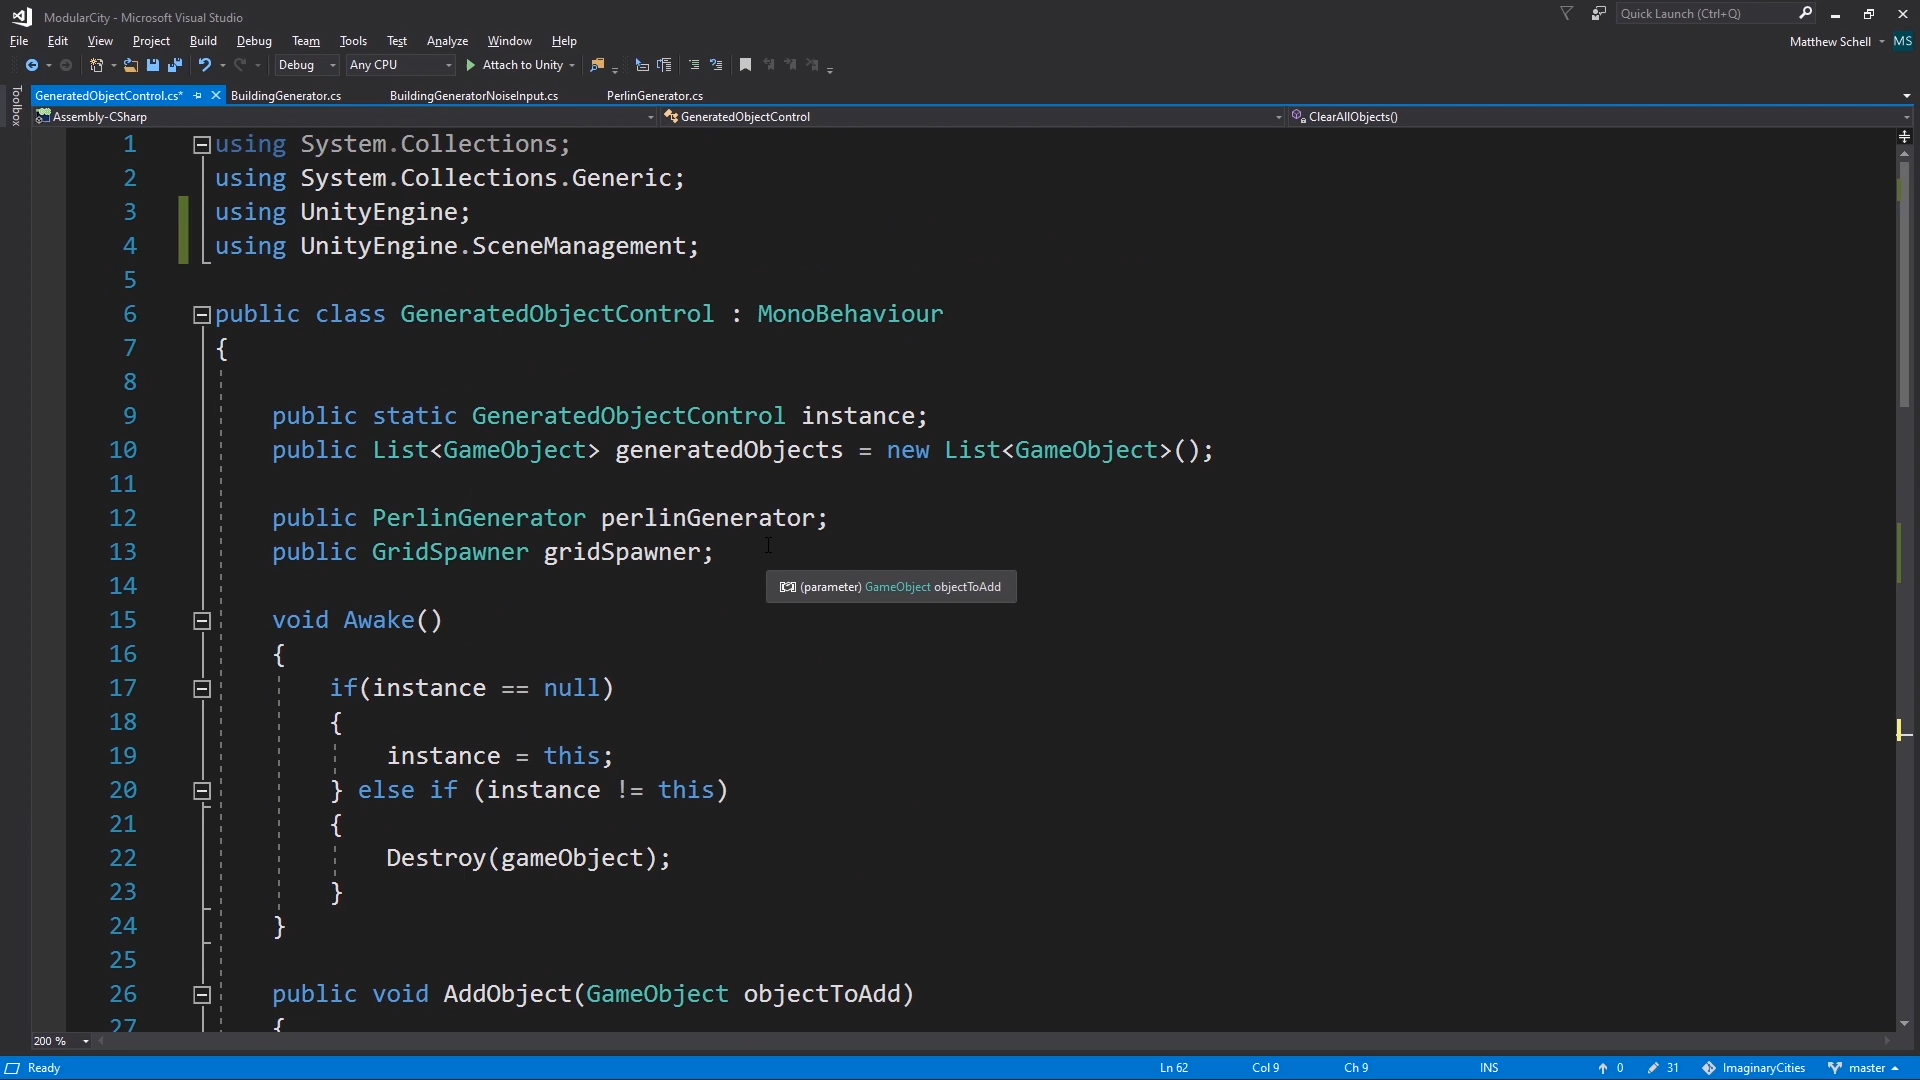 ModularCity - Microsoft Visual Studio
Quick Launch (Ctrl+Q)
File Edit View Project Build Debug Team Tools Test Analyze Window Help
Matthew Schell MS
Debug Any CPU Attach to Unity
Toolbox
GeneratedObjectControl.cs* BuildingGenerator.cs BuildingGeneratorNoiseInput.cs PerlinGenerator.cs
Assembly-CSharp GeneratedObjectControl ClearAllObjects()
1 using System.Collections;
2 using System.Collections.Generic;
3 using UnityEngine;
4 using UnityEngine.SceneManagement;
5
6 public class GeneratedObjectControl : MonoBehaviour
7 {
8
9 public static GeneratedObjectControl instance;
10 public List<GameObject> generatedObjects = new List<GameObject>();
11
12 public PerlinGenerator perlinGenerator;
13 public GridSpawner gridSpawner;
14
(parameter) GameObject objectToAdd
15 void Awake()
16 {
17 if(instance == null)
18 {
19 instance = this;
20 } else if (instance != this)
21 {
22 Destroy(gameObject);
23 }
24 }
25
26 public void AddObject(GameObject objectToAdd)
27 {
200 %
Ready Ln 62 Col 9 Ch 9 INS 0 31 ImaginaryCities master